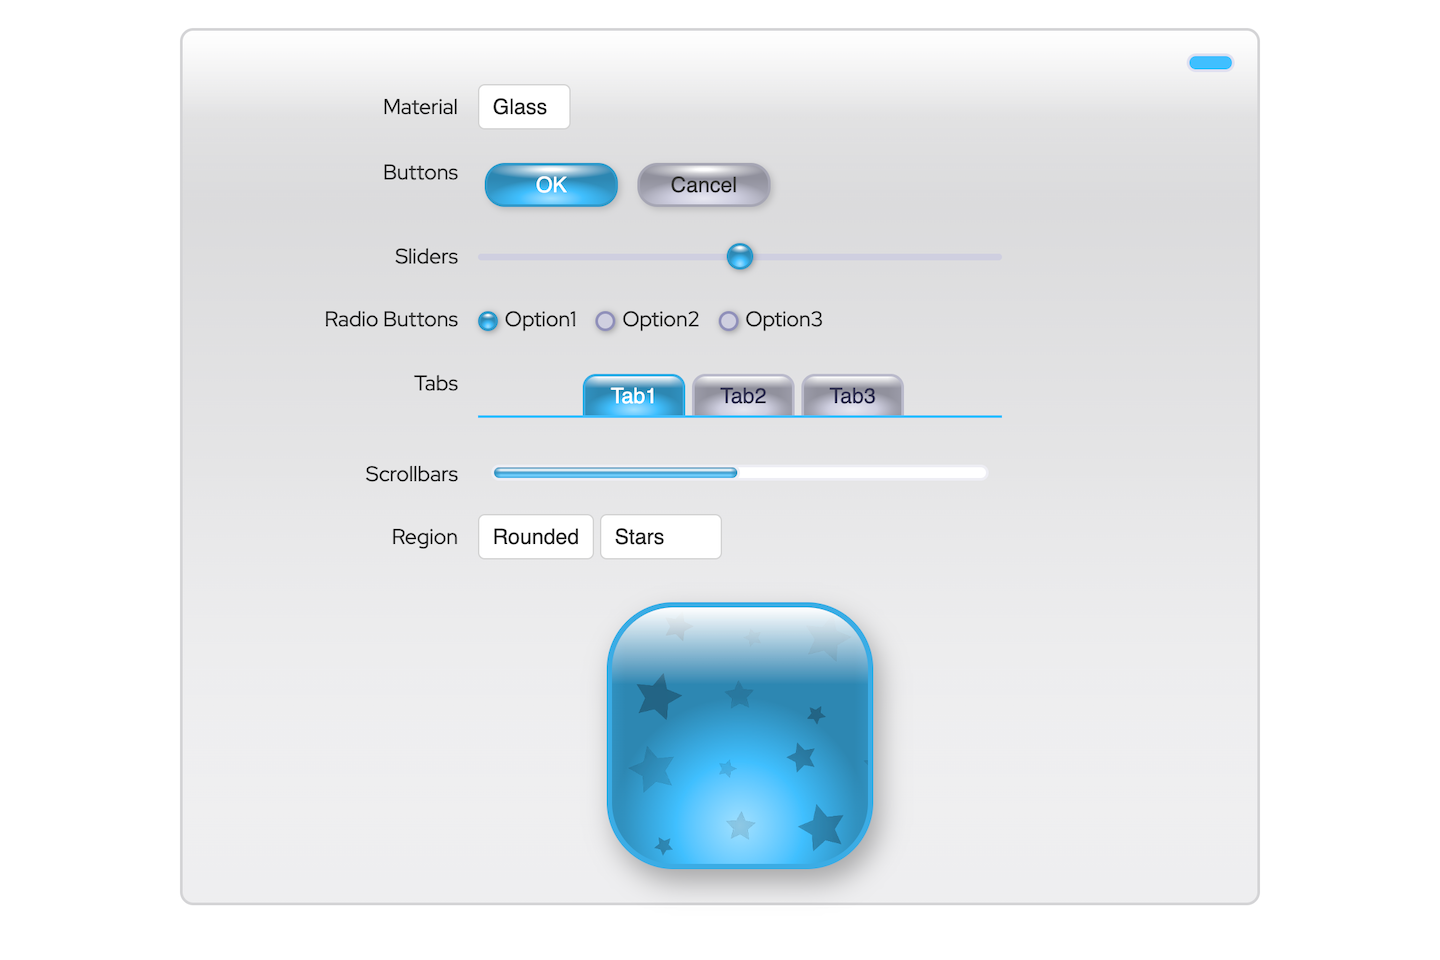 Material Glass
Buttons OK Cancel
Sliders
Radio Buttons Option1 Option2 Option3
Tabs Tab1 Tab2 Tab3
Scrollbars
Region Rounded Stars